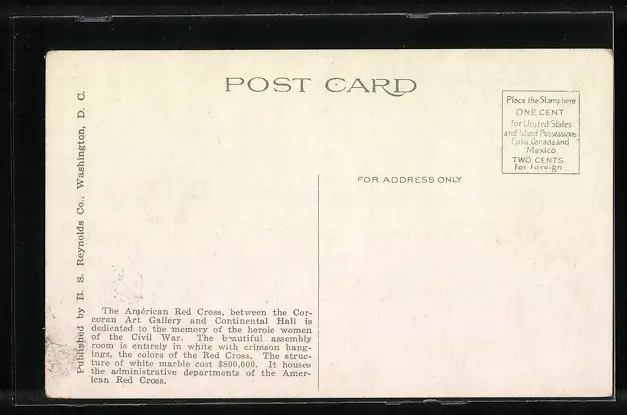 POST CARD
Place the Stamp here
ONE CENT
for United States
and Island Possessions
Cuba, Canada and
Mexico
TWO CENTS
For Foreign
FOR ADDRESS ONLY
Published by B. S. Reynolds Co., Washington, D. C.
The American Red Cross, between the Cor-
coran Art Gallery and Continental Hall is
dedicated to the memory of the heroic women
of the Civil War. The beautiful assembly
room is entirely in white with crimson hang-
ings, the colors of the Red Cross. The struc-
ture of white marble cost $800,000. It houses
the administrative departments of the Amer-
ican Red Cross.